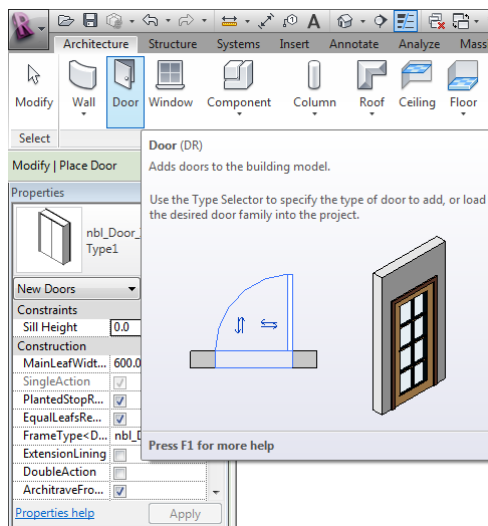 Architecture Structure Systems Insert Annotate Analyze Mass
Modify Wall Door Window Component Column Roof Ceiling Floor
Select
Door (DR)
Adds doors to the building model.
Use the Type Selector to specify the type of door to add, or load
the desired door family into the project.
Modify | Place Door
Properties
nbl_Door_
Type1
New Doors
Constraints
Sill Height 0.0
Construction
MainLeafWidt... 600.0
SingleAction
PlantedStopR...
EqualLeafsRe...
FrameType<D... nbl_D
ExtensionLining
DoubleAction
ArchitraveFro...
Press F1 for more help
Properties help Apply